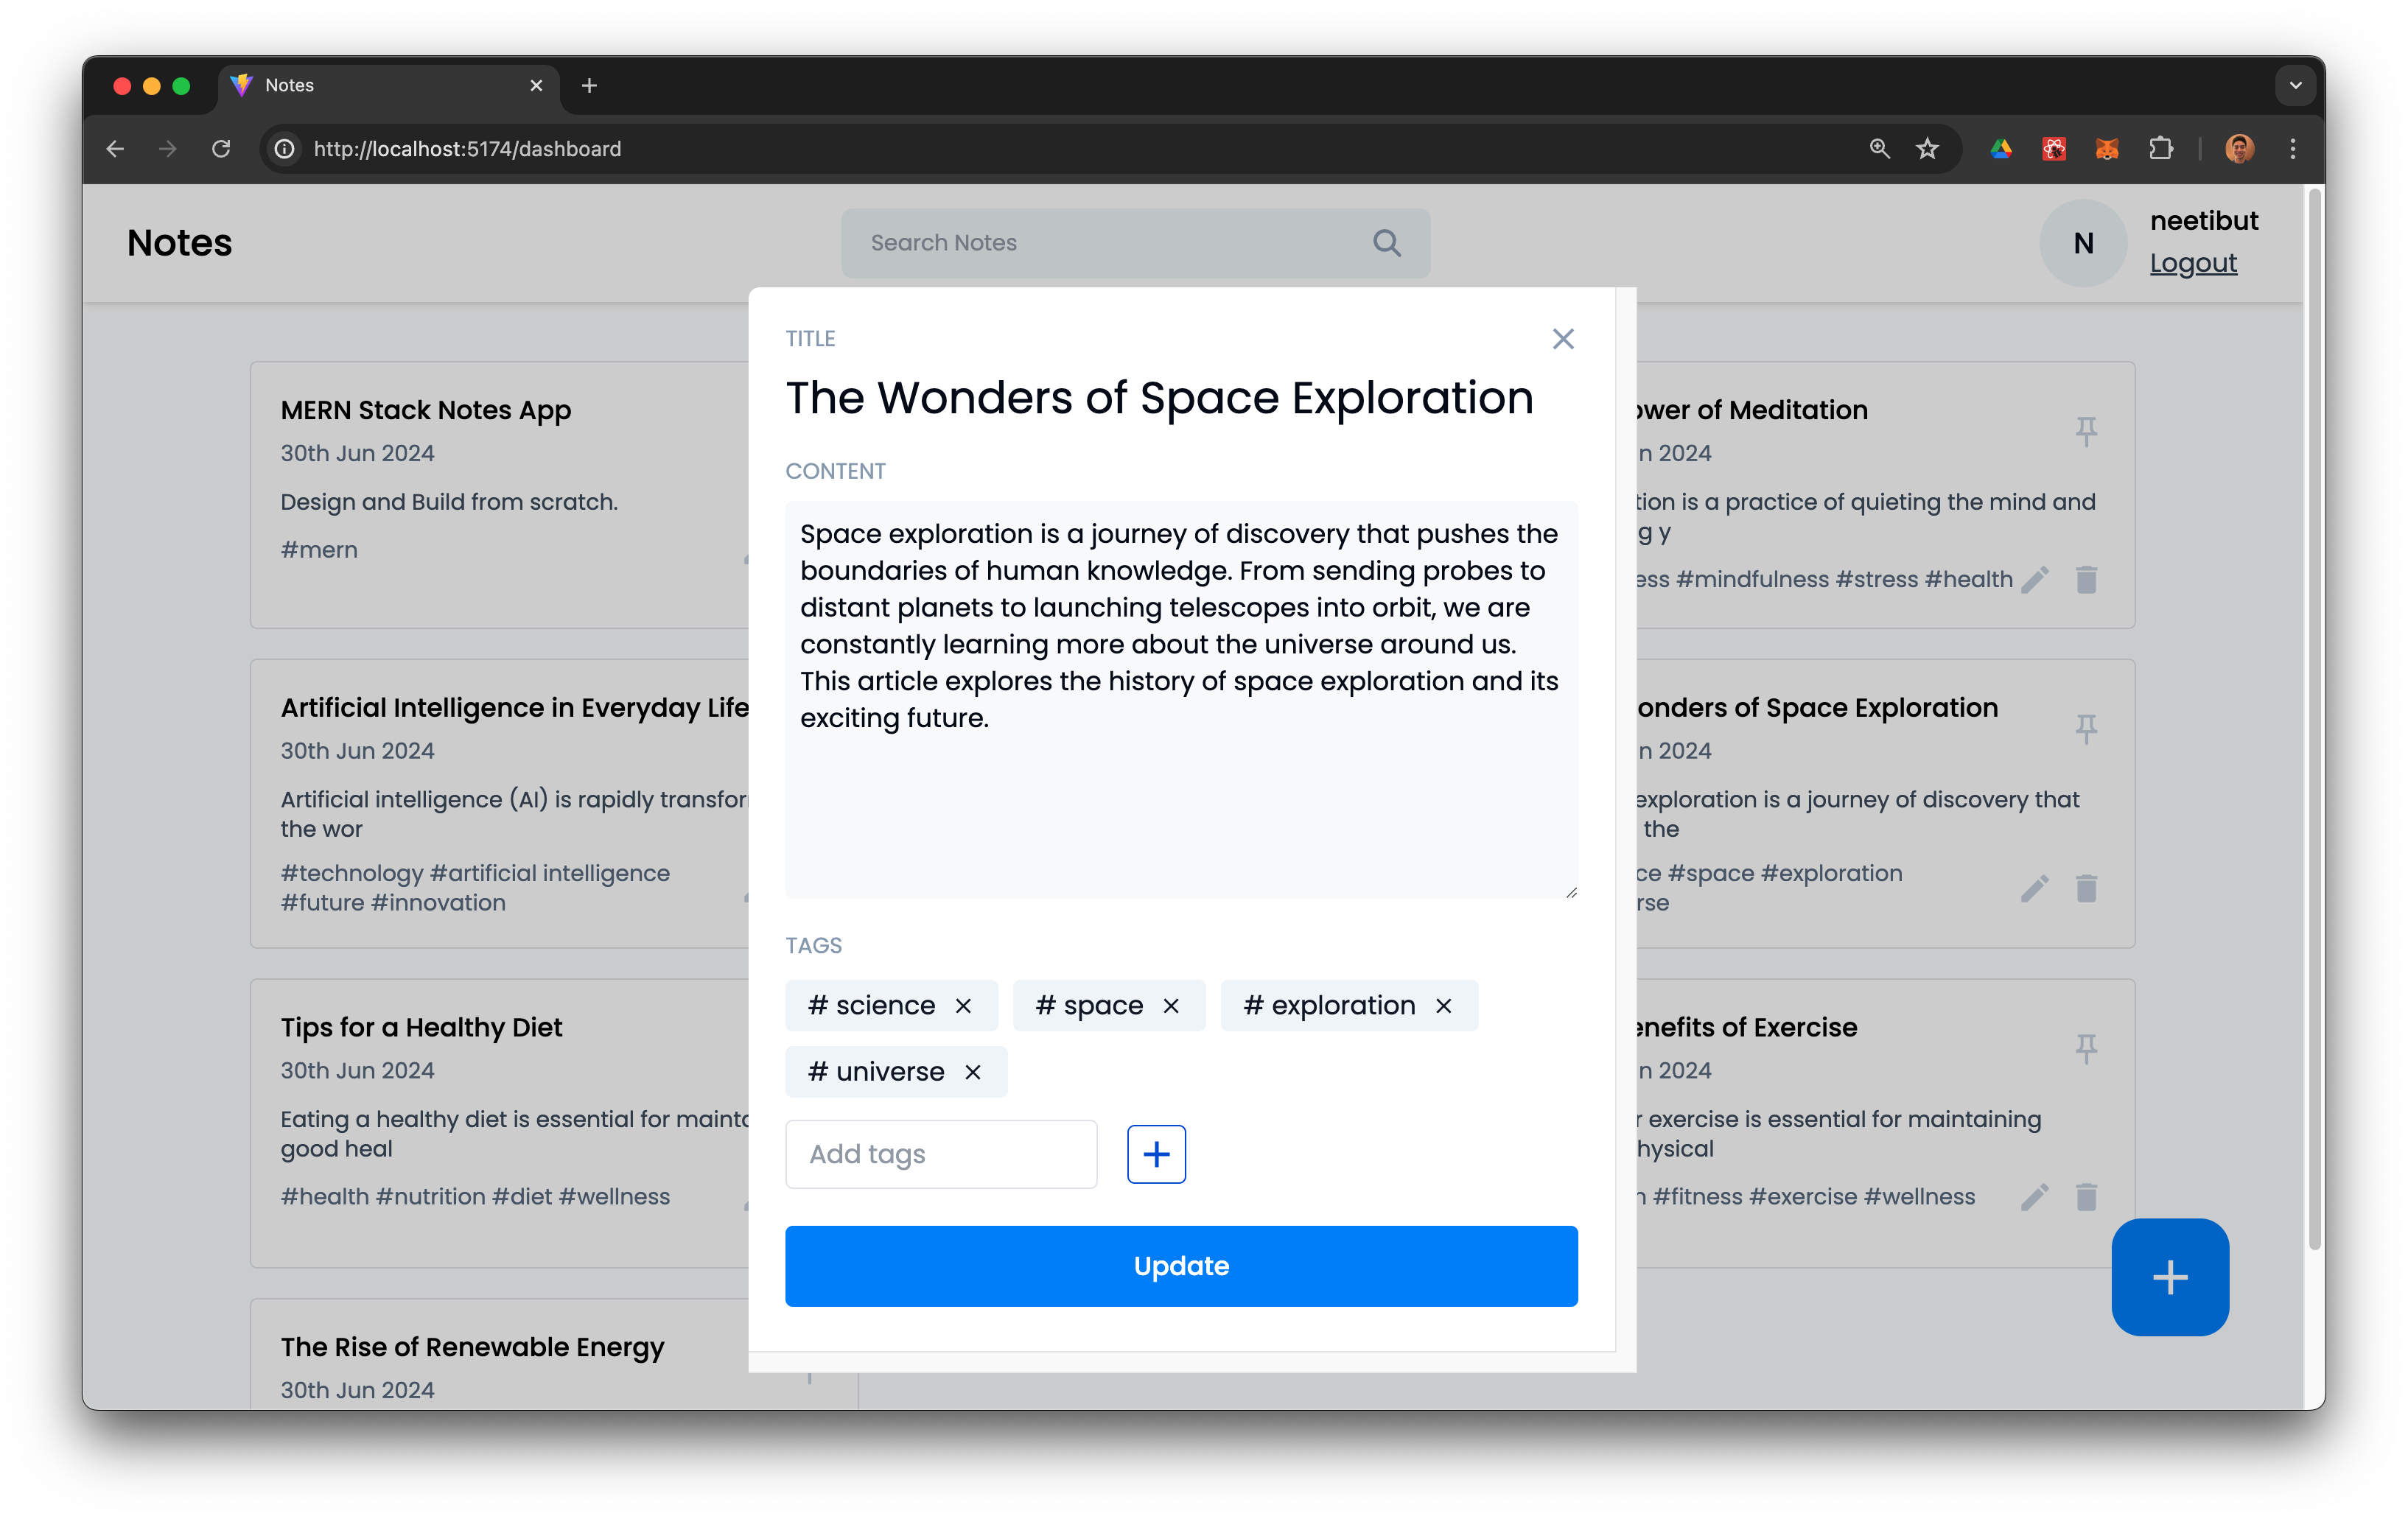 Notes
http://localhost:5174/dashboard
Notes
Search Notes
N
neetibut
Logout
MERN Stack Notes App
30th Jun 2024
Design and Build from scratch.
#mern
Artificial Intelligence in Everyday Life
30th Jun 2024
Artificial intelligence (AI) is rapidly transfor
the wor
#technology #artificial intelligence
#future #innovation
Tips for a Healthy Diet
30th Jun 2024
Eating a healthy diet is essential for maint
good heal
#health #nutrition #diet #wellness
The Rise of Renewable Energy
30th Jun 2024
TITLE
The Wonders of Space Exploration
CONTENT
Space exploration is a journey of discovery that pushes the
boundaries of human knowledge. From sending probes to
distant planets to launching telescopes into orbit, we are
constantly learning more about the universe around us.
This article explores the history of space exploration and its
exciting future.
TAGS
# science
# space
# exploration
# universe
Add tags
Update
ower of Meditation
n 2024
tion is a practice of quieting the mind and
g y
ess #mindfulness #stress #health
onders of Space Exploration
n 2024
exploration is a journey of discovery that
the
ce #space #exploration
rse
enefits of Exercise
n 2024
r exercise is essential for maintaining
hysical
#fitness #exercise #wellness